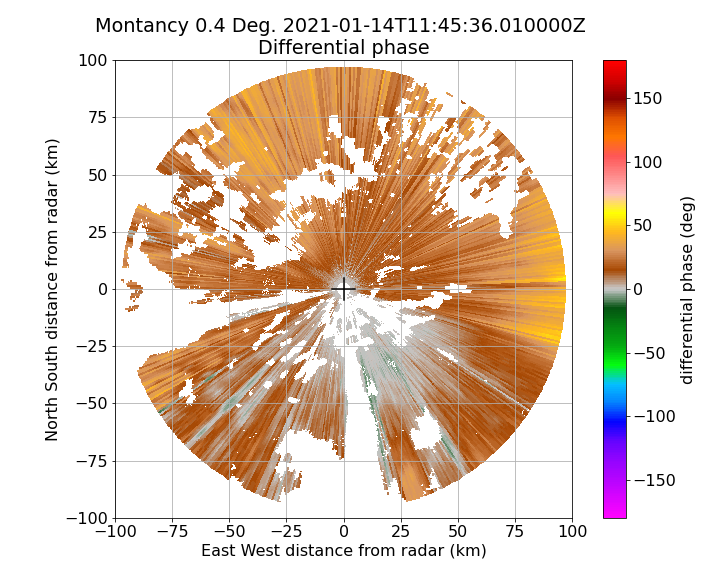 Montancy 0.4 Deg. 2021-01-14T11:45:36.010000Z
Differential phase
100
75
50
25
0
−25
−50
−75
−100
North South distance from radar (km)
−100 −75 −50 −25 0 25 50 75 100
East West distance from radar (km)
150
100
50
0
−50
−100
−150
differential phase (deg)